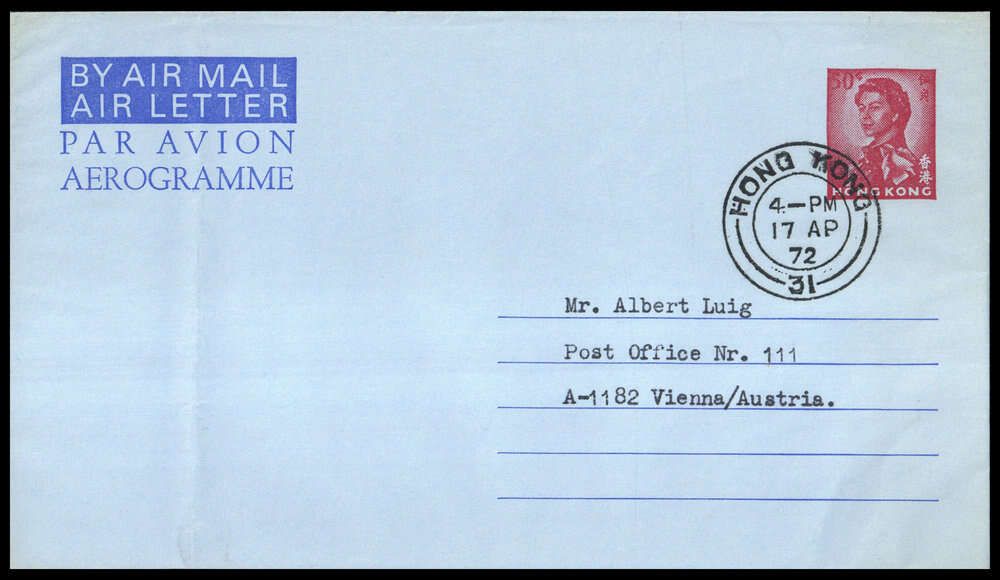 BY AIR MAIL
AIR LETTER
PAR AVION
AEROGRAMME
50c
香港
HONG KONG
HONG KONG
4-PM
17 AP
72
31
Mr. Albert Luig
Post Office Nr. 111
A-1182 Vienna/Austria.